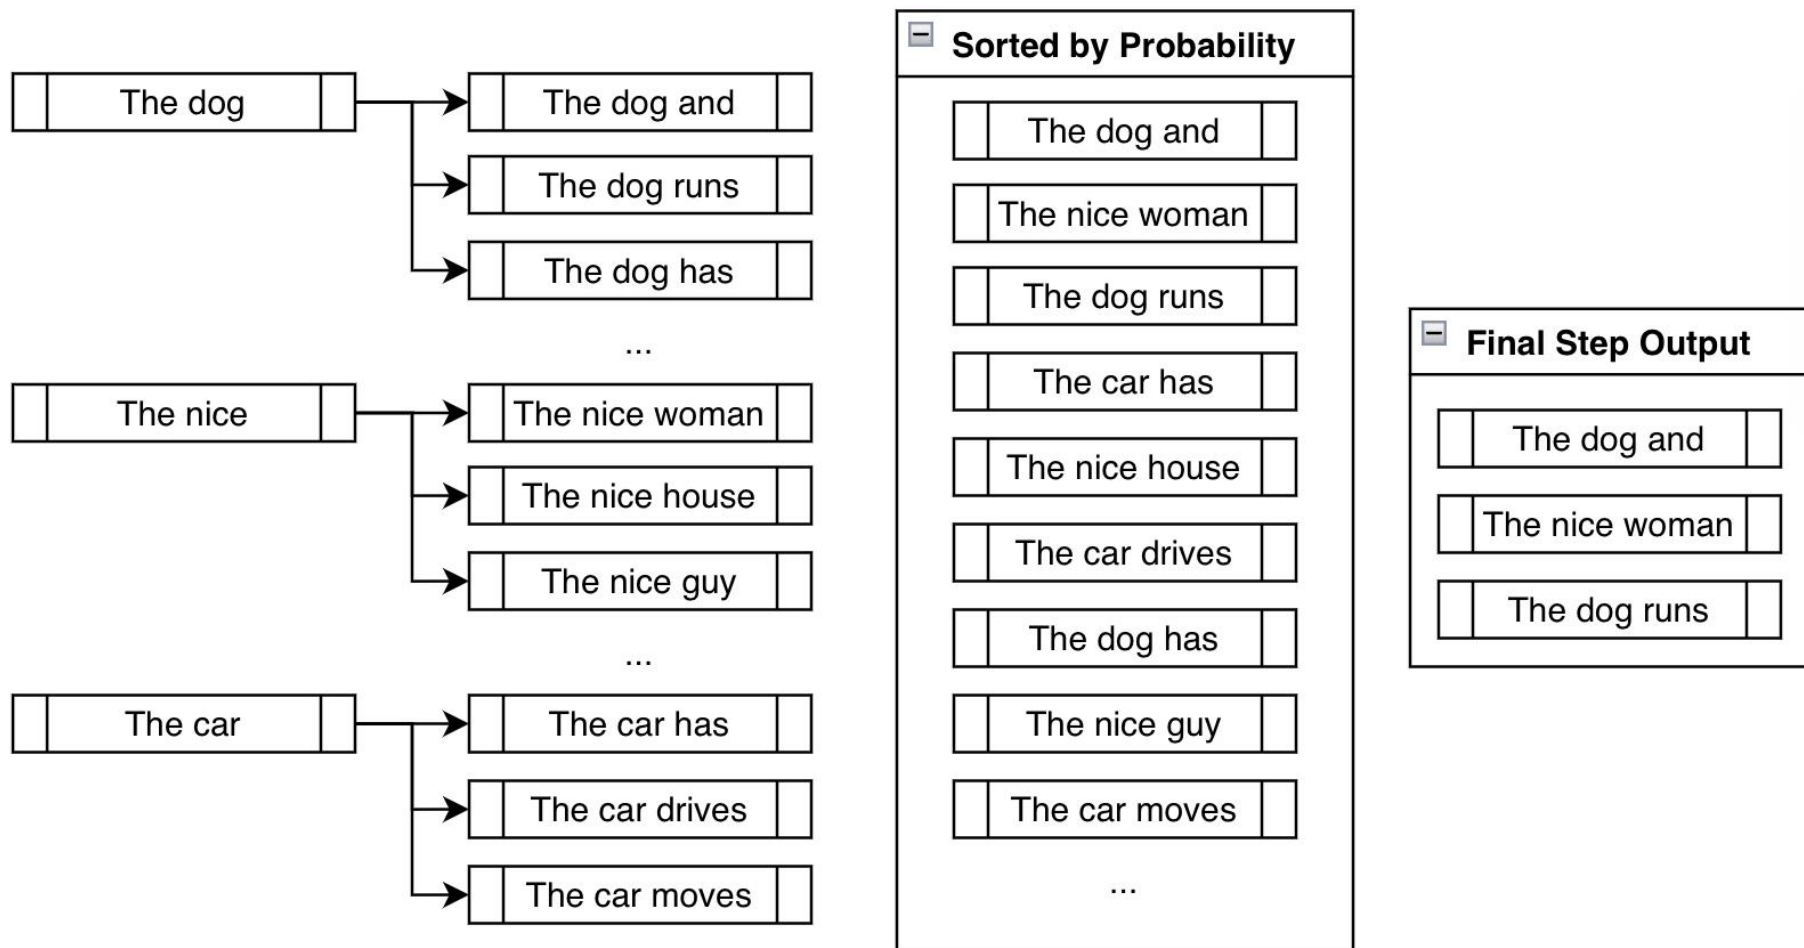 The dog
The dog and
The dog runs
The dog has
...
The nice
The nice woman
The nice house
The nice guy
...
The car
The car has
The car drives
The car moves
Sorted by Probability
The dog and
The nice woman
The dog runs
The car has
The nice house
The car drives
The dog has
The nice guy
The car moves
...
Final Step Output
The dog and
The nice woman
The dog runs